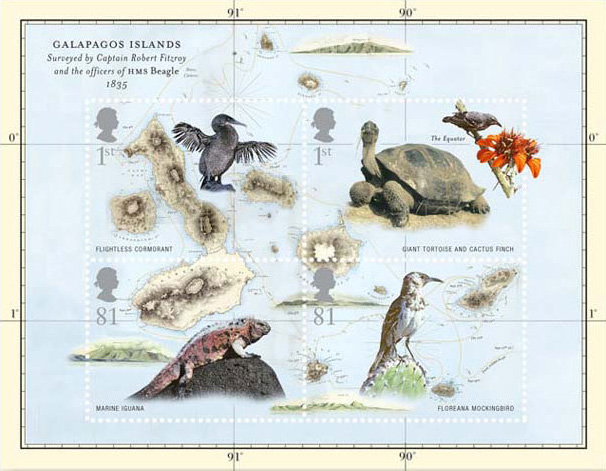 91° 90°
GALAPAGOS ISLANDS
Surveyed by Captain Robert Fitzroy
and the officers of HMS Beagle
1835
0° 0°
1st
1st
The Equator
FLIGHTLESS CORMORANT
GIANT TORTOISE AND CACTUS FINCH
1° 1°
81
81
MARINE IGUANA
FLOREANA MOCKINGBIRD
91° 90°